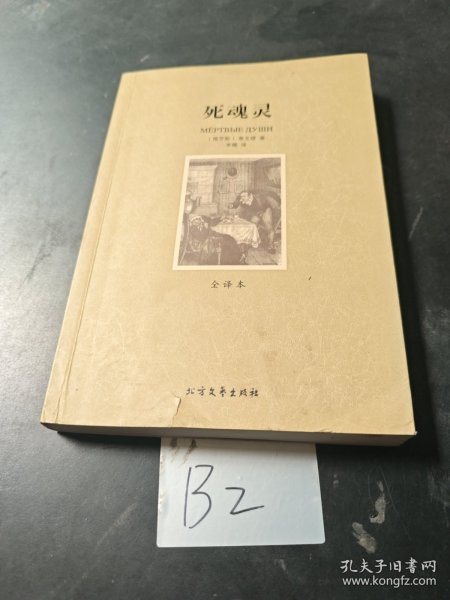 死魂灵
МЁРТВЫЕ ДУШИ
（俄罗斯）果戈理 著
全译本
北方文艺出版社
B2
孔夫子旧书网
www.kongfz.com